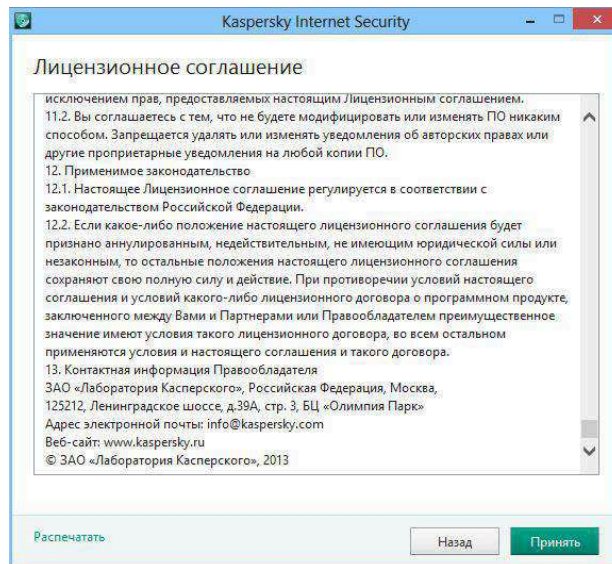 Kaspersky Internet Security
Лицензионное соглашение
исключением прав, предоставляемых настоящим Лицензионным соглашением.
11.2. Вы соглашаетесь с тем, что не будете модифицировать или изменять ПО никаким
способом. Запрещается удалять или изменять уведомления об авторских правах или
другие проприетарные уведомления на любой копии ПО.
12. Применимое законодательство
12.1. Настоящее Лицензионное соглашение регулируется в соответствии с
законодательством Российской Федерации.
12.2. Если какое-либо положение настоящего лицензионного соглашения будет
признано аннулированным, недействительным, не имеющим юридической силы или
незаконным, то остальные положения настоящего лицензионного соглашения
сохраняют свою полную силу и действие. При противоречии условий настоящего
соглашения и условий какого-либо лицензионного договора о программном продукте,
заключенного между Вами и Партнерами или Правообладателем преимущественное
значение имеют условия такого лицензионного договора, во всем остальном
применяются условия и настоящего соглашения и такого договора.
13. Контактная информация Правообладателя
ЗАО «Лаборатория Касперского», Российская Федерация, Москва,
125212, Ленинградское шоссе, д.39А, стр. 3, БЦ «Олимпия Парк»
Адрес электронной почты: info@kaspersky.com
Веб-сайт: www.kaspersky.ru
© ЗАО «Лаборатория Касперского», 2013
Распечатать
Назад
Принять